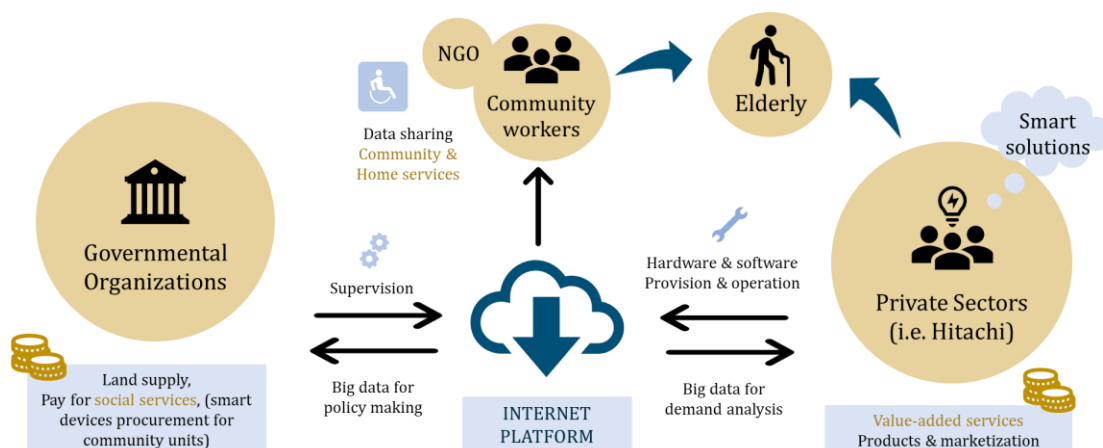 NGO
Community
workers
Elderly
Smart
solutions
Data sharing
Community &
Home services
Governmental
Organizations
Supervision
Hardware & software
Provision & operation
Private Sectors
(i.e. Hitachi)
Land supply,
Pay for social services, (smart
devices procurement for
community units)
Big data for
policy making
INTERNET
PLATFORM
Big data for
demand analysis
Value-added services
Products & marketization